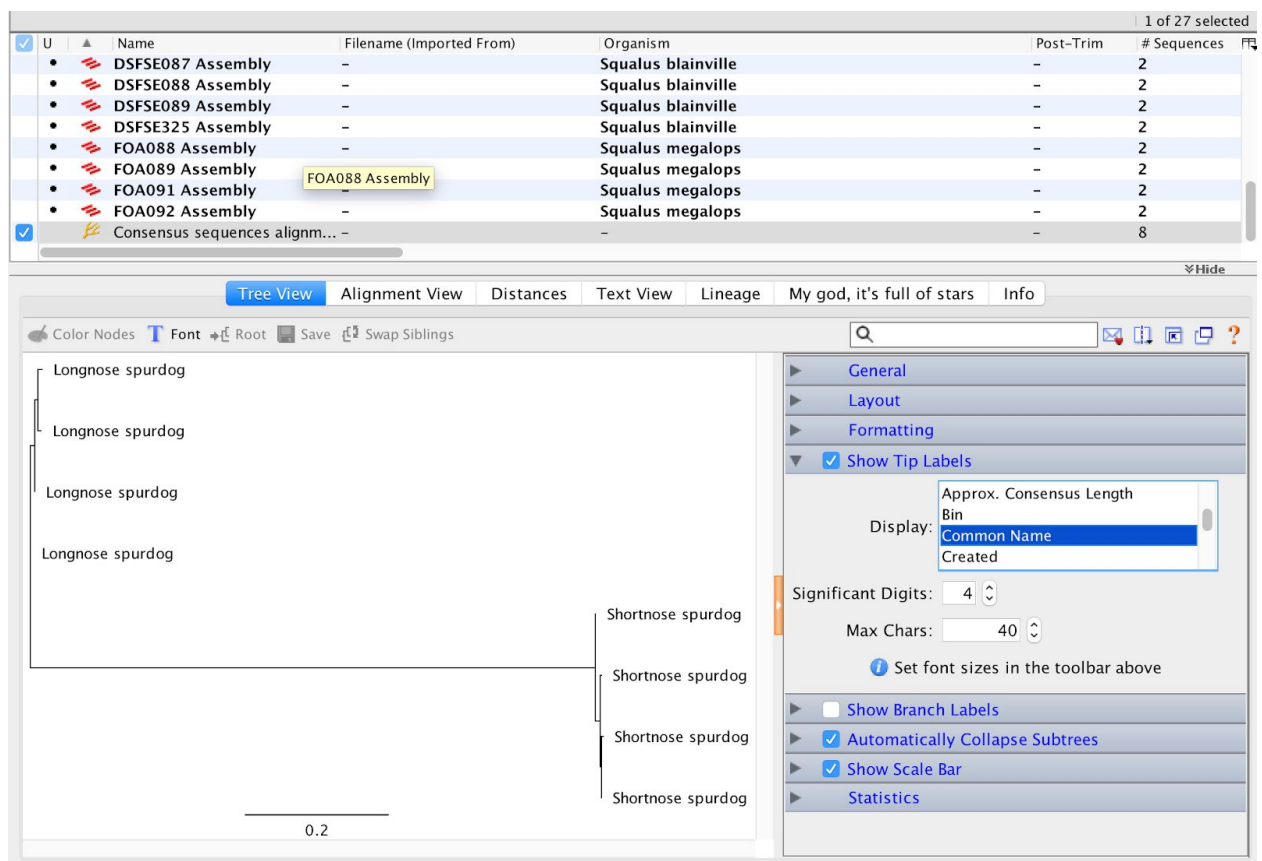 1 of 27 selected
U Name Filename (Imported From) Organism Post-Trim # Sequences
DSFSE087 Assembly – Squalus blainville – 2
DSFSE088 Assembly – Squalus blainville – 2
DSFSE089 Assembly – Squalus blainville – 2
DSFSE325 Assembly – Squalus blainville – 2
FOA088 Assembly – Squalus megalops – 2
FOA089 Assembly – Squalus megalops – 2
FOA088 Assembly
FOA091 Assembly – Squalus megalops – 2
FOA092 Assembly – Squalus megalops – 2
Consensus sequences alignm... – – – 8
Hide
Tree View Alignment View Distances Text View Lineage My god, it's full of stars Info
Color Nodes T Font Root Save Swap Siblings ?
Longnose spurdog
Longnose spurdog
Longnose spurdog
Longnose spurdog
Shortnose spurdog
Shortnose spurdog
Shortnose spurdog
Shortnose spurdog
0.2
General
Layout
Formatting
Show Tip Labels
Display:
Approx. Consensus Length
Bin
Common Name
Created
Significant Digits: 4
Max Chars: 40
Set font sizes in the toolbar above
Show Branch Labels
Automatically Collapse Subtrees
Show Scale Bar
Statistics